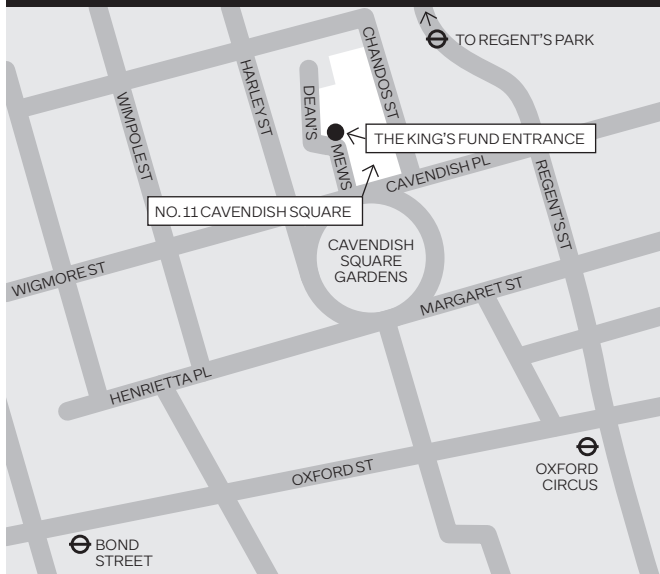 TO REGENT'S PARK
CHANDOS ST
HARLEY ST
WIMPOLE ST
DEAN'S
MEWS
THE KING'S FUND ENTRANCE
CAVENDISH PL
REGENT'S ST
NO. 11 CAVENDISH SQUARE
CAVENDISH
SQUARE
GARDENS
WIGMORE ST
MARGARET ST
HENRIETTA PL
OXFORD ST
OXFORD
CIRCUS
BOND
STREET